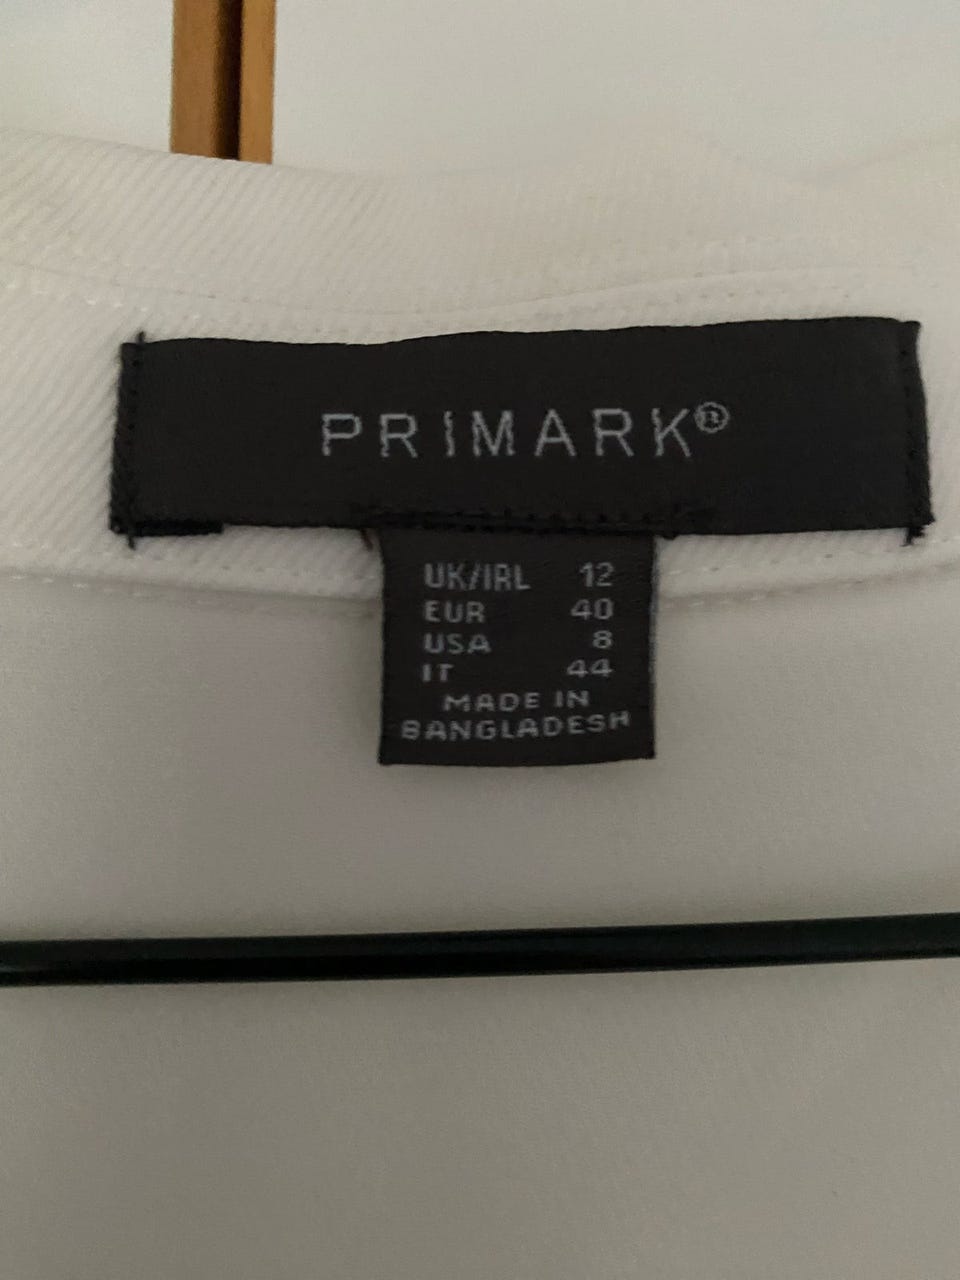 PRIMARK®
UK/IRL 12
EUR 40
USA 8
IT 44
MADE IN
BANGLADESH